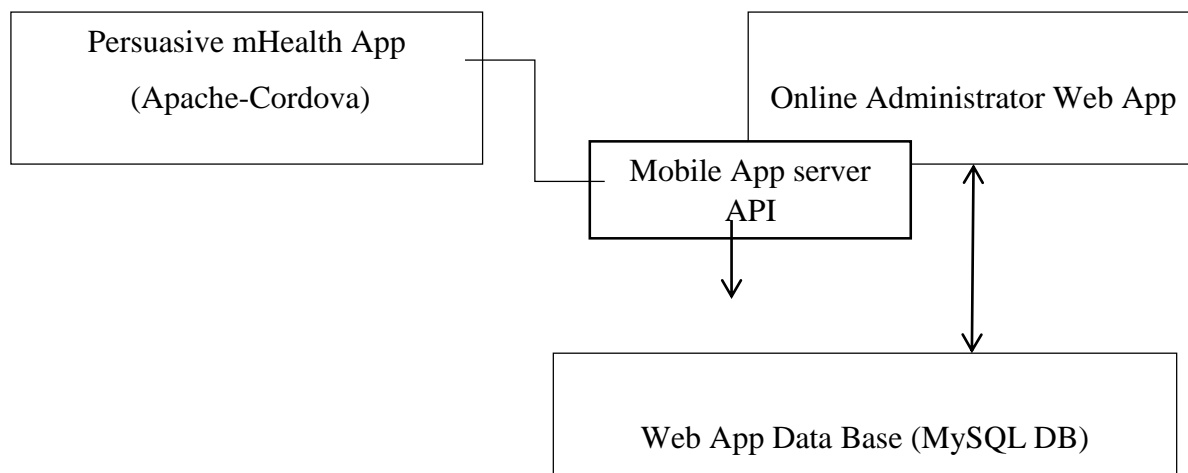 Persuasive mHealth App
(Apache-Cordova)
Online Administrator Web App
Mobile App server
API
Web App Data Base (MySQL DB)